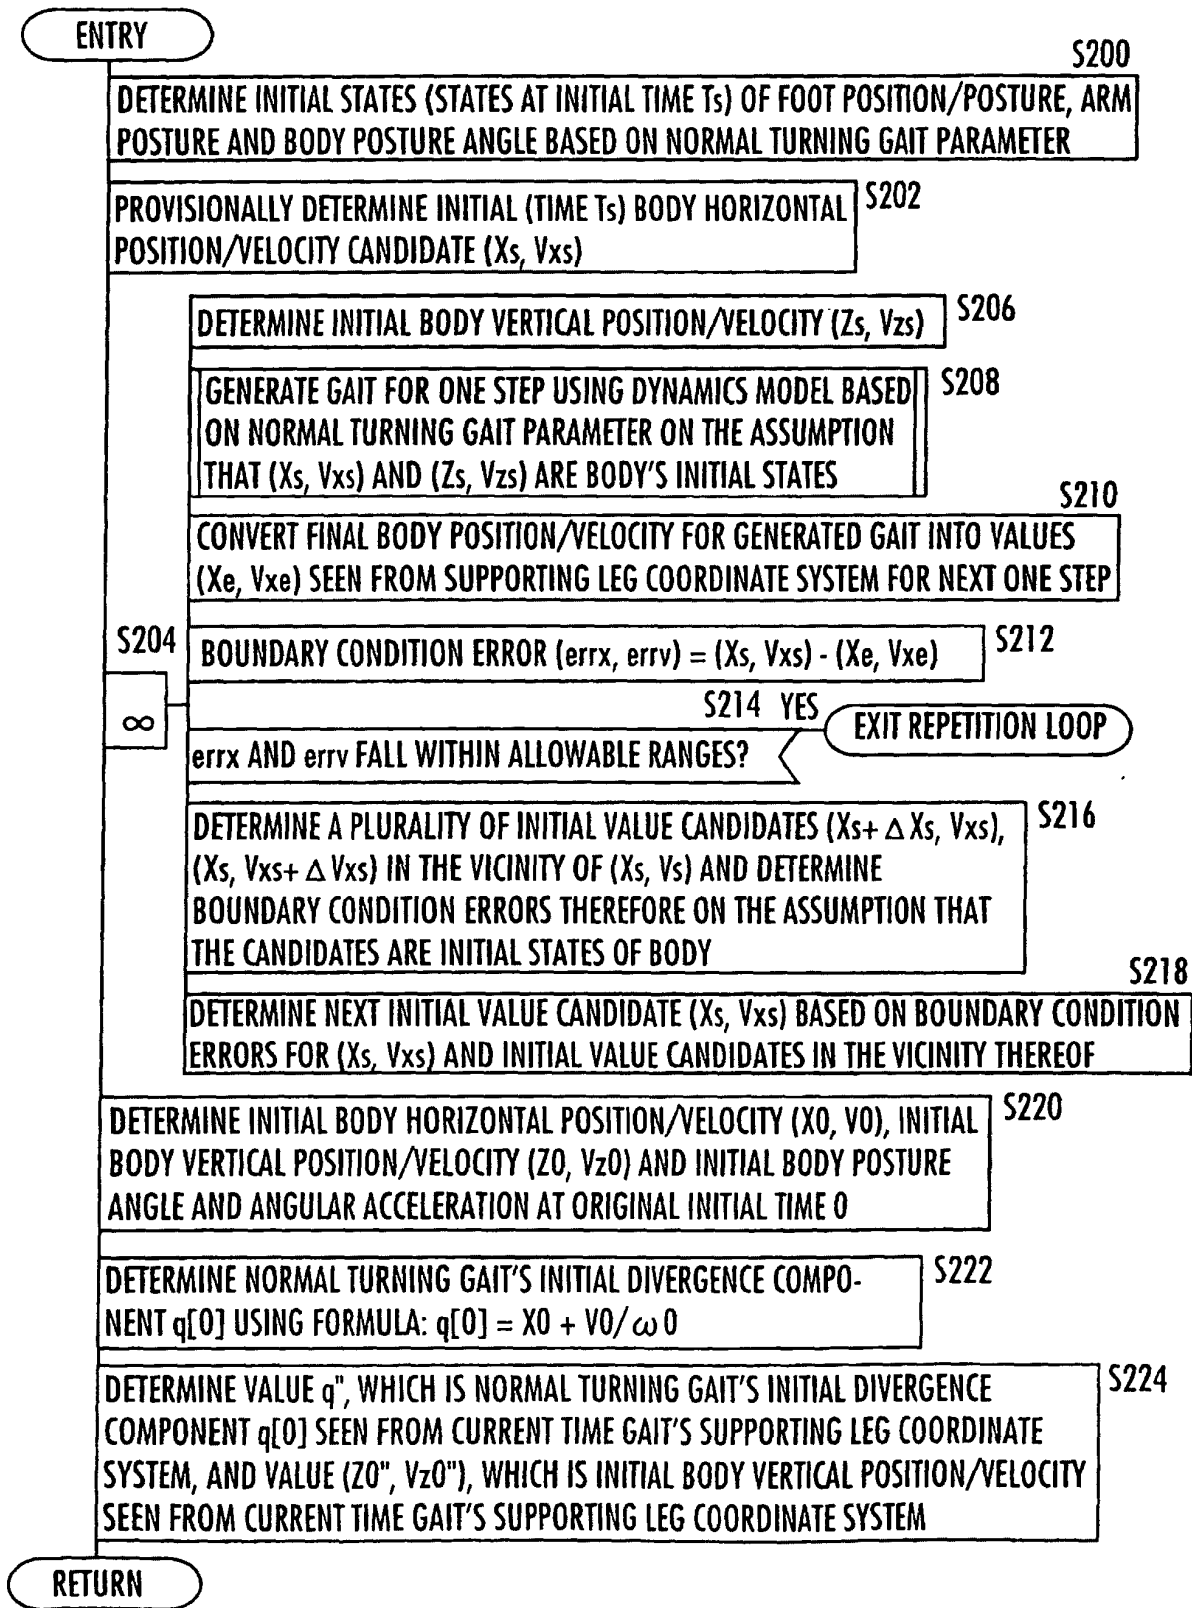 ENTRY
S200
DETERMINE INITIAL STATES (STATES AT INITIAL TIME Ts) OF FOOT POSITION/POSTURE, ARM
POSTURE AND BODY POSTURE ANGLE BASED ON NORMAL TURNING GAIT PARAMETER
PROVISIONALLY DETERMINE INITIAL (TIME Ts) BODY HORIZONTAL
POSITION/VELOCITY CANDIDATE (Xs, Vxs)
S202
DETERMINE INITIAL BODY VERTICAL POSITION/VELOCITY (Zs, Vzs)
S206
GENERATE GAIT FOR ONE STEP USING DYNAMICS MODEL BASED
ON NORMAL TURNING GAIT PARAMETER ON THE ASSUMPTION
THAT (Xs, Vxs) AND (Zs, Vzs) ARE BODY'S INITIAL STATES
S208
S210
CONVERT FINAL BODY POSITION/VELOCITY FOR GENERATED GAIT INTO VALUES
(Xe, Vxe) SEEN FROM SUPPORTING LEG COORDINATE SYSTEM FOR NEXT ONE STEP
S204
∞
BOUNDARY CONDITION ERROR (errx, errv) = (Xs, Vxs) - (Xe, Vxe)
S212
S214 YES
EXIT REPETITION LOOP
errx AND errv FALL WITHIN ALLOWABLE RANGES?
DETERMINE A PLURALITY OF INITIAL VALUE CANDIDATES (Xs+ Δ Xs, Vxs),
(Xs, Vxs+ Δ Vxs) IN THE VICINITY OF (Xs, Vs) AND DETERMINE
BOUNDARY CONDITION ERRORS THEREFORE ON THE ASSUMPTION THAT
THE CANDIDATES ARE INITIAL STATES OF BODY
S216
S218
DETERMINE NEXT INITIAL VALUE CANDIDATE (Xs, Vxs) BASED ON BOUNDARY CONDITION
ERRORS FOR (Xs, Vxs) AND INITIAL VALUE CANDIDATES IN THE VICINITY THEREOF
DETERMINE INITIAL BODY HORIZONTAL POSITION/VELOCITY (X0, V0), INITIAL
BODY VERTICAL POSITION/VELOCITY (Z0, Vz0) AND INITIAL BODY POSTURE
ANGLE AND ANGULAR ACCELERATION AT ORIGINAL INITIAL TIME 0
S220
DETERMINE NORMAL TURNING GAIT'S INITIAL DIVERGENCE COMPO-
NENT q[0] USING FORMULA: q[0] = X0 + V0/ω0
S222
DETERMINE VALUE q", WHICH IS NORMAL TURNING GAIT'S INITIAL DIVERGENCE
COMPONENT q[0] SEEN FROM CURRENT TIME GAIT'S SUPPORTING LEG COORDINATE
SYSTEM, AND VALUE (Z0", Vz0"), WHICH IS INITIAL BODY VERTICAL POSITION/VELOCITY
SEEN FROM CURRENT TIME GAIT'S SUPPORTING LEG COORDINATE SYSTEM
S224
RETURN